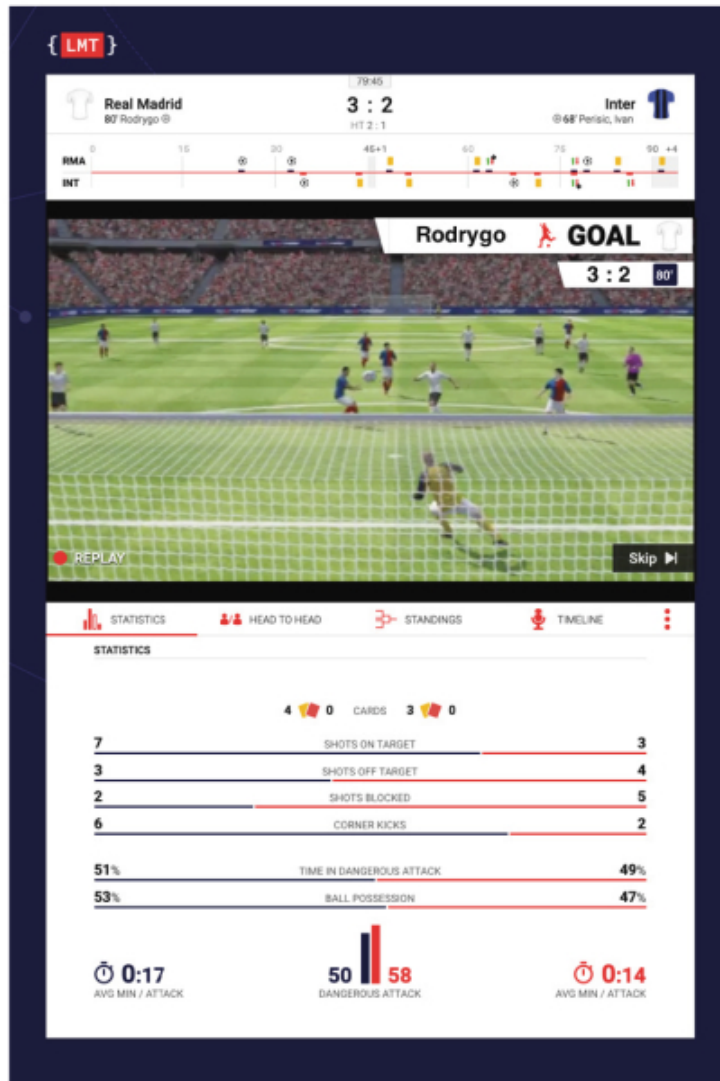 { LMT }
79:45
Real Madrid 3 : 2 Inter
80' Rodrygo HT 2 : 1 68' Perisic, Ivan
0 15 30 45+1 60 75 90 +4
RMA
INT
Rodrygo GOAL
3 : 2 80'
REPLAY Skip
STATISTICS HEAD TO HEAD STANDINGS TIMELINE
STATISTICS
4 0 CARDS 3 0
7 SHOTS ON TARGET 3
3 SHOTS OFF TARGET 4
2 SHOTS BLOCKED 5
6 CORNER KICKS 2
51% TIME IN DANGEROUS ATTACK 49%
53% BALL POSSESSION 47%
0:17 50 58 0:14
AVG MIN / ATTACK DANGEROUS ATTACK AVG MIN / ATTACK